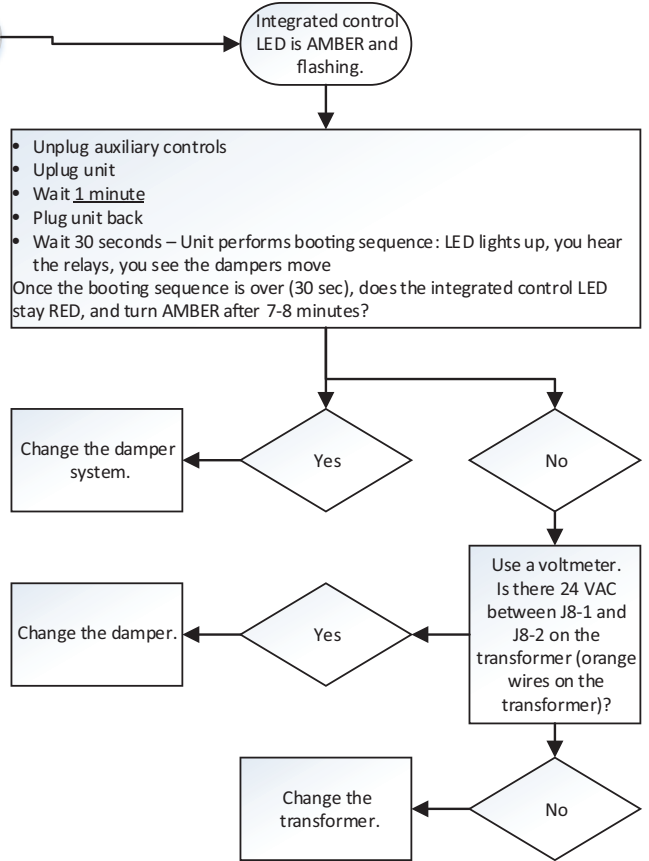 Integrated control
LED is AMBER and
flashing.
• Unplug auxiliary controls
• Uplug unit
• Wait 1 minute
• Plug unit back
• Wait 30 seconds – Unit performs booting sequence: LED lights up, you hear
the relays, you see the dampers move
Once the booting sequence is over (30 sec), does the integrated control LED
stay RED, and turn AMBER after 7-8 minutes?
Change the damper
system.
Yes
No
Use a voltmeter.
Is there 24 VAC
between J8-1 and
J8-2 on the
transformer (orange
wires on the
transformer)?
Yes
Change the damper.
No
Change the
transformer.